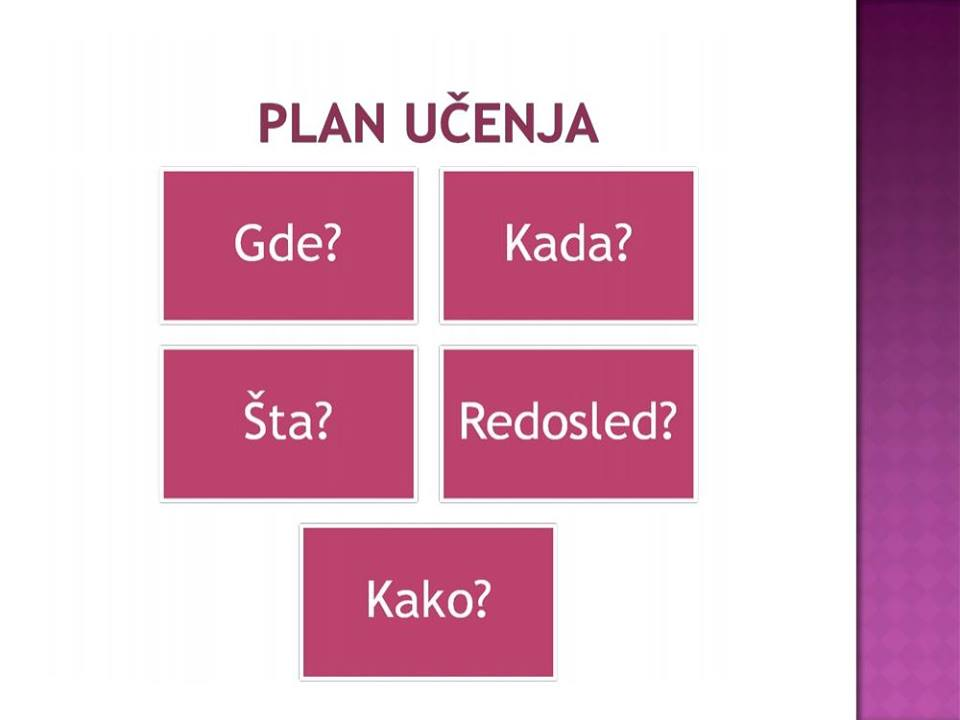 PLAN UČENJA
Gde?
Kada?
Šta?
Redosled?
Kako?